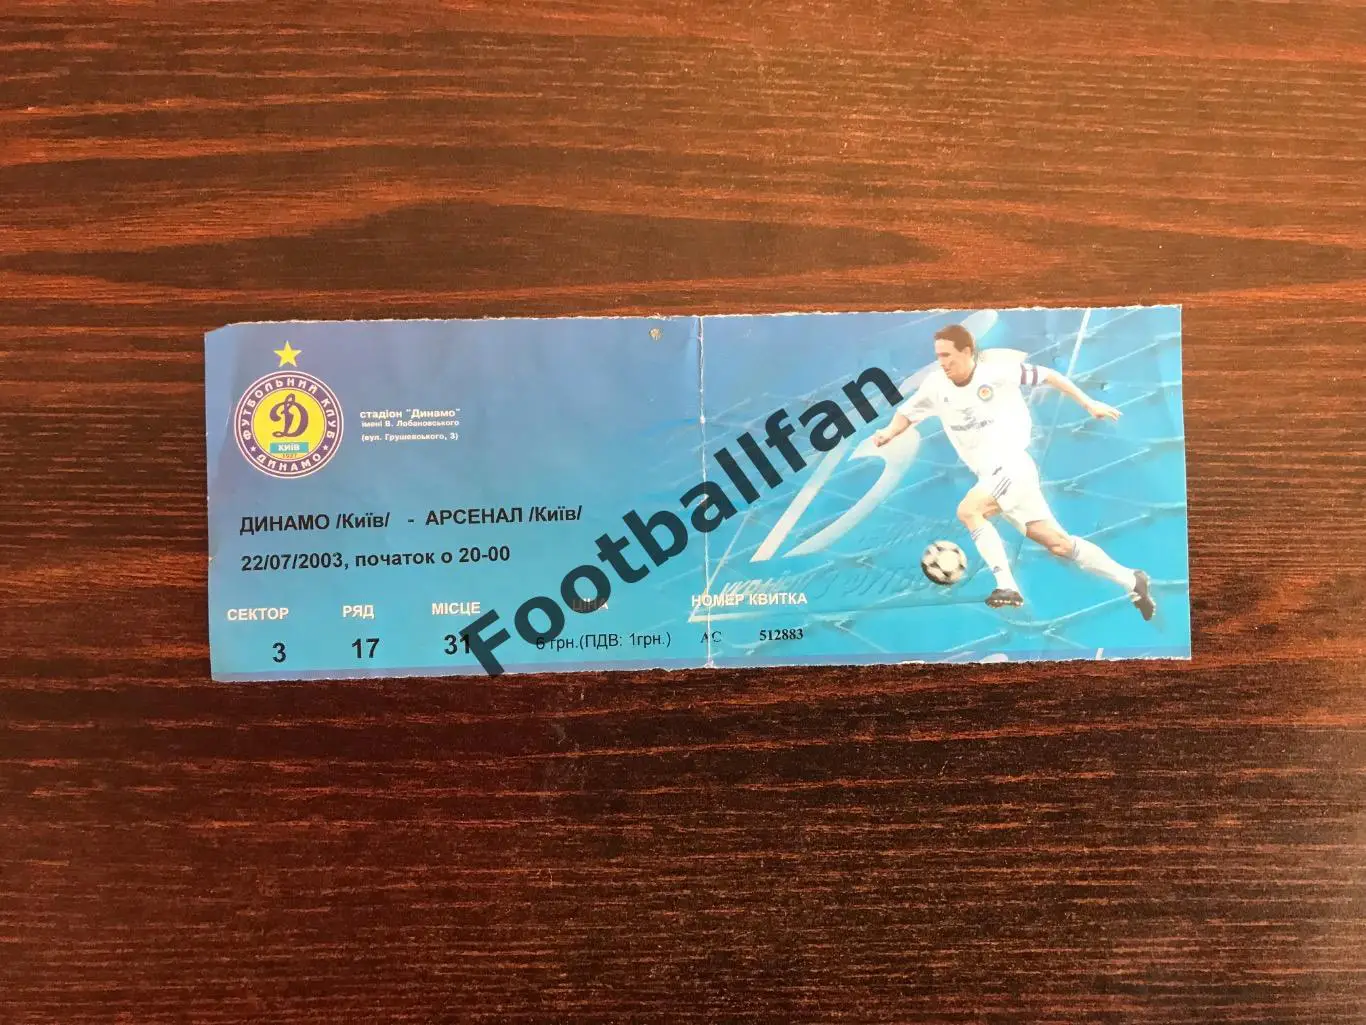 ФУТБОЛЬНИЙ КЛУБ
Д
КИЇВ
1927
ДИНАМО
стадіон "Динамо"
імені В. Лобановського
(вул. Грушевського, 3)
ДИНАМО /Київ/ - АРСЕНАЛ /Київ/
22/07/2003, початок о 20-00
СЕКТОР РЯД МІСЦЕ ЦІНА НОМЕР КВИТКА
3 17 31 6 грн.(ПДВ: 1грн.) АС 512883
Footballfan